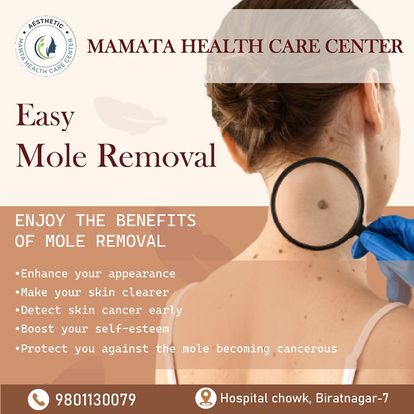 AESTHETIC
MAMTA HEALTH CARE CENTER
MAMATA HEALTH CARE CENTER
Easy
Mole Removal
ENJOY THE BENEFITS
OF MOLE REMOVAL
•Enhance your appearance
•Make your skin clearer
•Detect skin cancer early
•Boost your self-esteem
•Protect you against the mole becoming cancerous
9801130079
Hospital chowk, Biratnagar-7